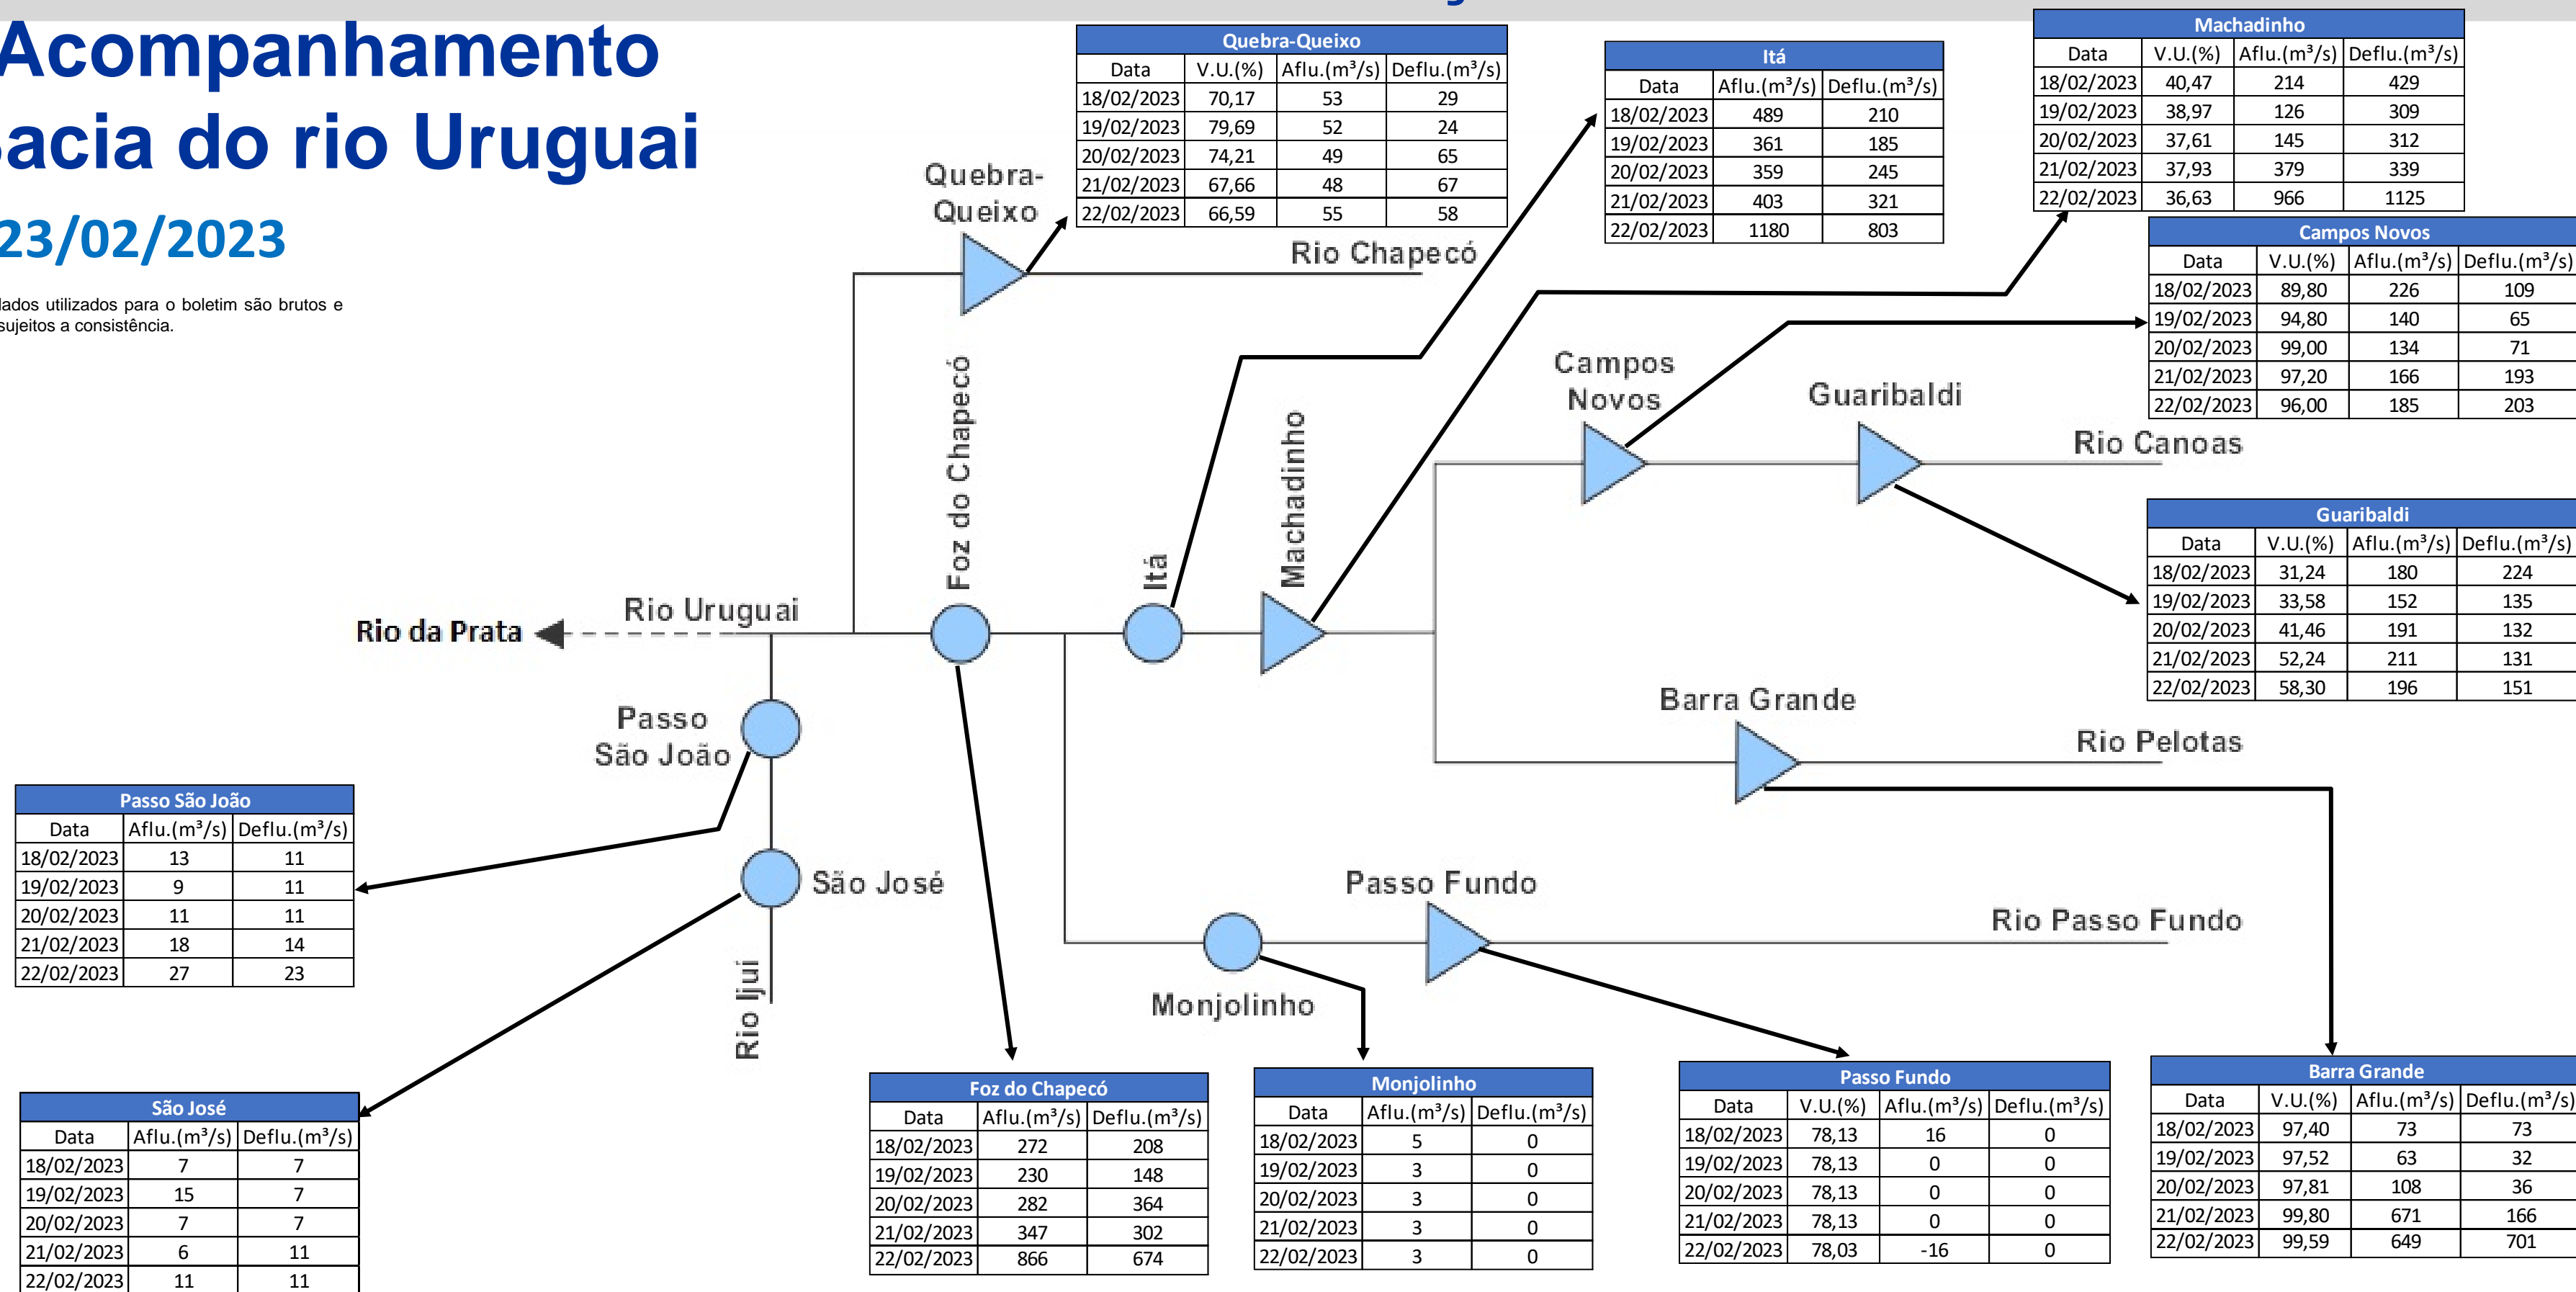 Acompanhamento
acia do rio Uruguai
23/02/2023
dados utilizados para o boletim são brutos e
sujeitos a consistência.
Quebra-Queixo
Data V.U.(%) Aflu.(m³/s) Deflu.(m³/s)
18/02/2023 70,17 53 29
19/02/2023 79,69 52 24
20/02/2023 74,21 49 65
21/02/2023 67,66 48 67
22/02/2023 66,59 55 58
Itá
Data Aflu.(m³/s) Deflu.(m³/s)
18/02/2023 489 210
19/02/2023 361 185
20/02/2023 359 245
21/02/2023 403 321
22/02/2023 1180 803
Machadinho
Data V.U.(%) Aflu.(m³/s) Deflu.(m³/s)
18/02/2023 40,47 214 429
19/02/2023 38,97 126 309
20/02/2023 37,61 145 312
21/02/2023 37,93 379 339
22/02/2023 36,63 966 1125
Campos Novos
Data V.U.(%) Aflu.(m³/s) Deflu.(m³/s)
18/02/2023 89,80 226 109
19/02/2023 94,80 140 65
20/02/2023 99,00 134 71
21/02/2023 97,20 166 193
22/02/2023 96,00 185 203
Guaribaldi
Data V.U.(%) Aflu.(m³/s) Deflu.(m³/s)
18/02/2023 31,24 180 224
19/02/2023 33,58 152 135
20/02/2023 41,46 191 132
21/02/2023 52,24 211 131
22/02/2023 58,30 196 151
Quebra-
Queixo
Rio Chapecó
Foz do Chapecó
Itá
Machadinho
Campos
Novos
Guaribaldi
Rio Canoas
Rio da Prata
Rio Uruguai
Barra Grande
Rio Pelotas
Passo
São João
São José
Rio Ijui
Passo Fundo
Rio Passo Fundo
Monjolinho
Passo São João
Data Aflu.(m³/s) Deflu.(m³/s)
18/02/2023 13 11
19/02/2023 9 11
20/02/2023 11 11
21/02/2023 18 14
22/02/2023 27 23
São José
Data Aflu.(m³/s) Deflu.(m³/s)
18/02/2023 7 7
19/02/2023 15 7
20/02/2023 7 7
21/02/2023 6 11
22/02/2023 11 11
Foz do Chapecó
Data Aflu.(m³/s) Deflu.(m³/s)
18/02/2023 272 208
19/02/2023 230 148
20/02/2023 282 364
21/02/2023 347 302
22/02/2023 866 674
Monjolinho
Data Aflu.(m³/s) Deflu.(m³/s)
18/02/2023 5 0
19/02/2023 3 0
20/02/2023 3 0
21/02/2023 3 0
22/02/2023 3 0
Passo Fundo
Data V.U.(%) Aflu.(m³/s) Deflu.(m³/s)
18/02/2023 78,13 16 0
19/02/2023 78,13 0 0
20/02/2023 78,13 0 0
21/02/2023 78,13 0 0
22/02/2023 78,03 -16 0
Barra Grande
Data V.U.(%) Aflu.(m³/s) Deflu.(m³/s)
18/02/2023 97,40 73 73
19/02/2023 97,52 63 32
20/02/2023 97,81 108 36
21/02/2023 99,80 671 166
22/02/2023 99,59 649 701